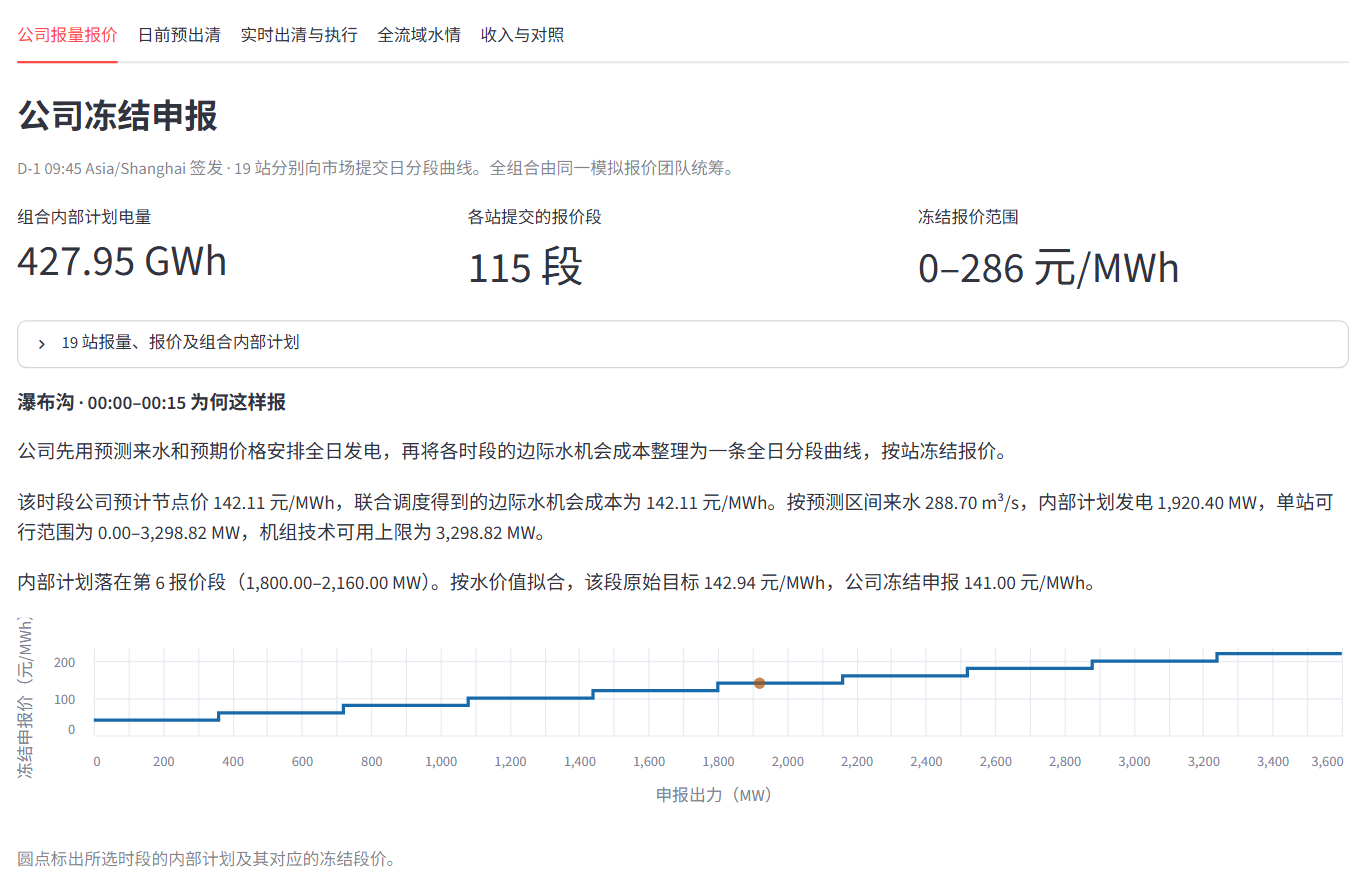 公司报量报价 日前预出清 实时出清与执行 全流域水情 收入与对照
公司冻结申报
D-1 09:45 Asia/Shanghai 签发 · 19 站分别向市场提交日分段曲线。全组合由同一模拟报价团队统筹。
组合内部计划电量 各站提交的报价段 冻结报价范围
427.95 GWh 115 段 0–286 元/MWh
19 站报量、报价及组合内部计划
瀑布沟 · 00:00–00:15 为何这样报
公司先用预测来水和预期价格安排全日发电，再将各时段的边际水机会成本整理为一条全日分段曲线，按站冻结报价。
该时段公司预计节点价 142.11 元/MWh，联合调度得到的边际水机会成本为 142.11 元/MWh。按预测区间来水 288.70 m³/s，内部计划发电 1,920.40 MW，单站可
行范围为 0.00–3,298.82 MW，机组技术可用上限为 3,298.82 MW。
内部计划落在第 6 报价段（1,800.00–2,160.00 MW）。按水价值拟合，该段原始目标 142.94 元/MWh，公司冻结申报 141.00 元/MWh。
冻结申报价（元/MWh）
200
100
0
0 200 400 600 800 1,000 1,200 1,400 1,600 1,800 2,000 2,200 2,400 2,600 2,800 3,000 3,200 3,400 3,600
申报出力（MW）
圆点标出所选时段的内部计划及其对应的冻结段价。